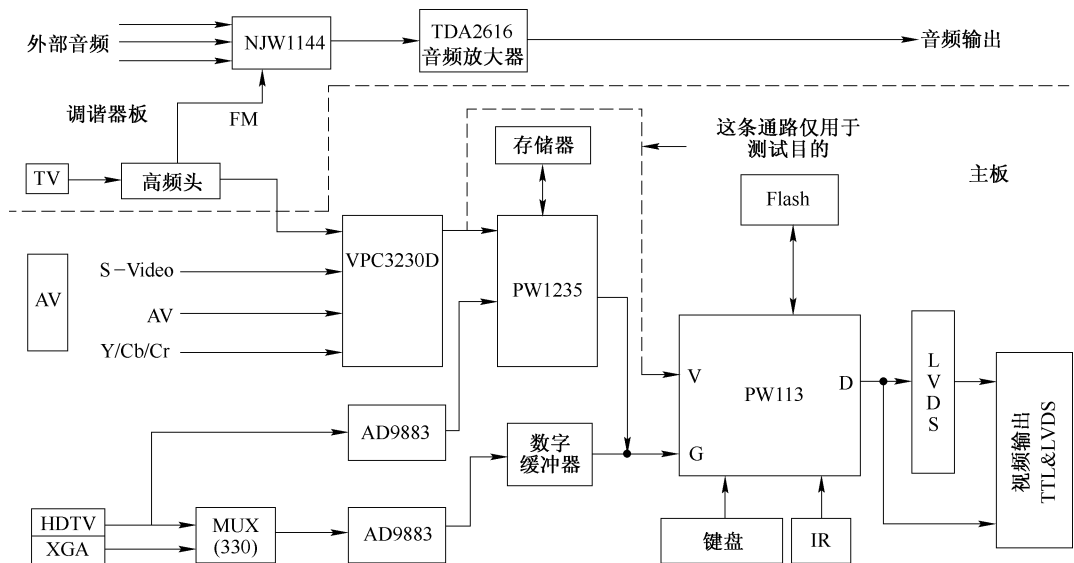 外部音频
NJW1144
TDA2616
音频放大器
音频输出
调谐器板
FM
这条通路仅用于
测试目的
主板
TV
高频头
存储器
Flash
VPC3230D
PW1235
AV
S-Video
AV
Y/Cb/Cr
V
PW113
D
G
LVDS
视频输出
TTL&LVDS
AD9883
数字
缓冲器
HDTV
XGA
MUX
(330)
AD9883
键盘
IR